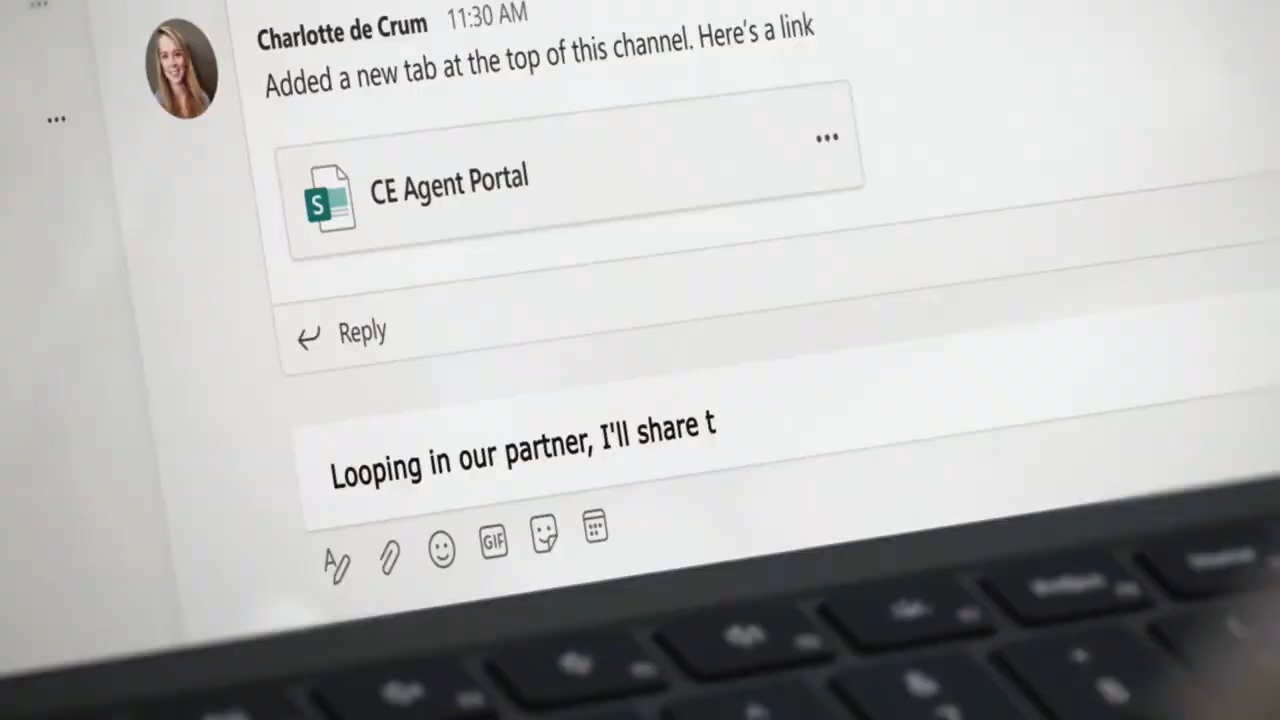 Charlotte de Crum 11:30 AM
Added a new tab at the top of this channel. Here's a link
S CE Agent Portal
Reply
Looping in our partner, I'll share t
GIF